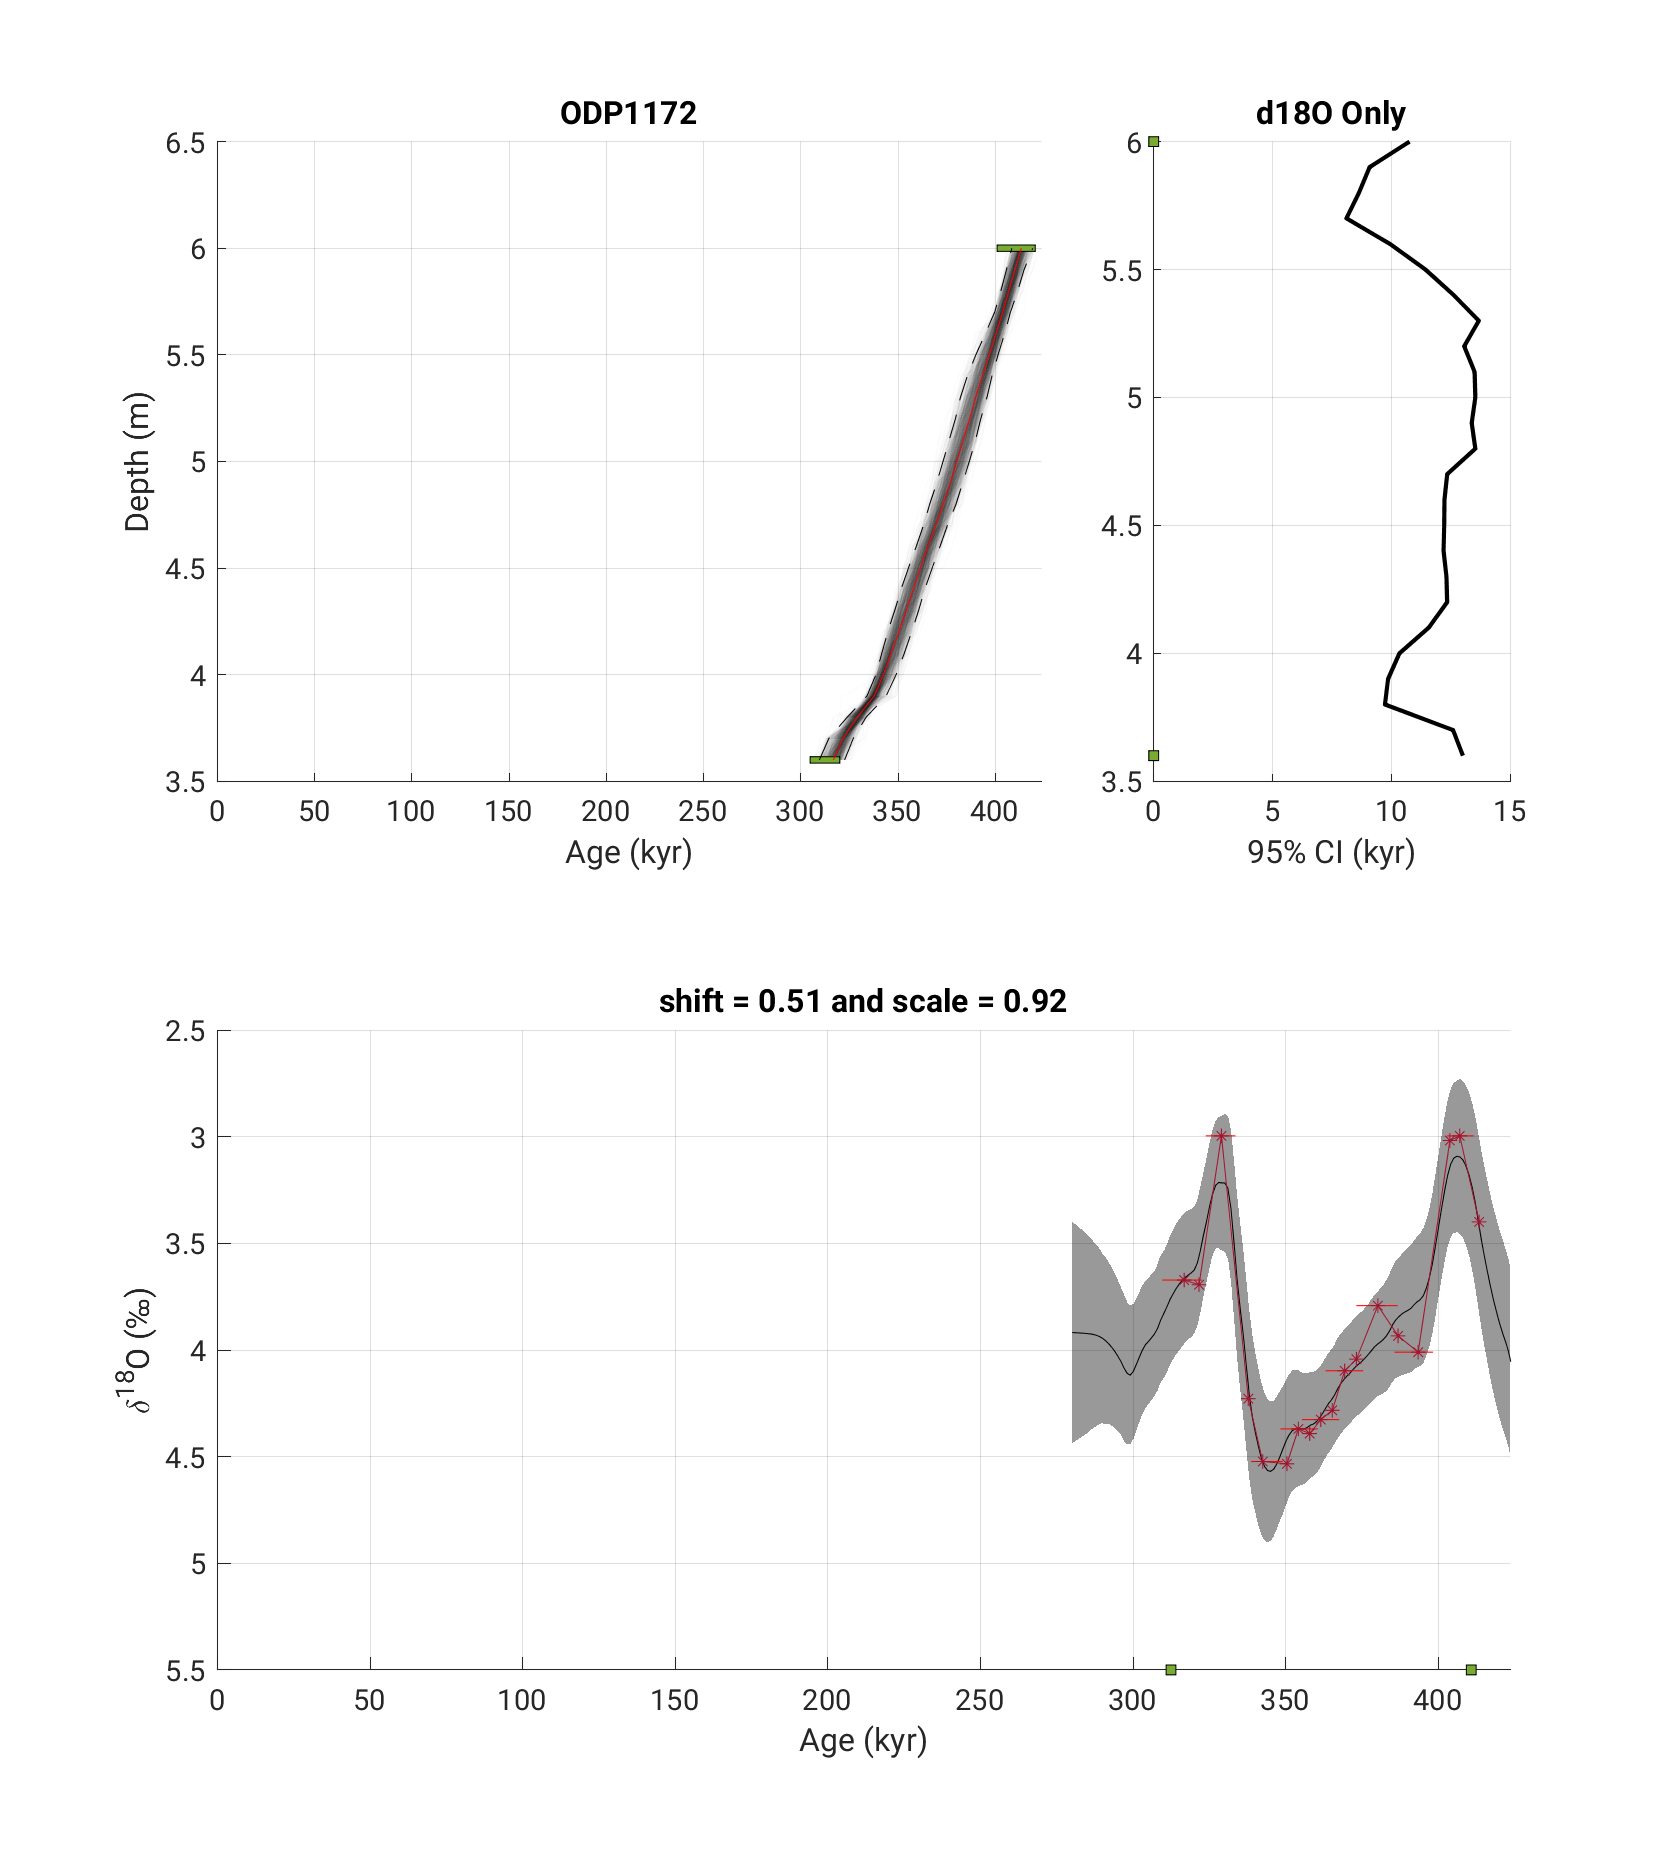 ODP1172
6.5
6
5.5
5
4.5
4
3.5
Depth (m)
0 50 100 150 200 250 300 350 400
Age (kyr)
d18O Only
6
5.5
5
4.5
4
3.5
0 5 10 15
95% CI (kyr)
shift = 0.51 and scale = 0.92
2.5
3
3.5
4
4.5
5
5.5
δ18O (‰)
0 50 100 150 200 250 300 350 400
Age (kyr)